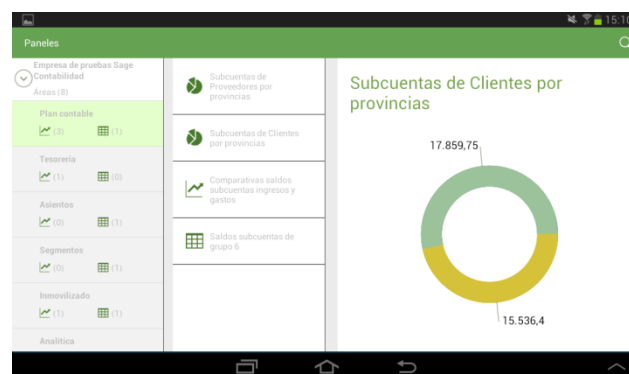 15:10
Paneles
Empresa de pruebas Sage
Contabilidad
Áreas (8)
Plan contable
(3) (1)
Tesorería
(1) (0)
Asientos
(0) (1)
Segmentos
(0) (1)
Inmovilizado
(1) (1)
Analítica
Subcuentas de
Proveedores por
provincias
Subcuentas de Clientes
por provincias
Comparativas saldos
subcuentas ingresos y
gastos
Saldos subcuentas de
grupo 6
Subcuentas de Clientes por
provincias
17.859,75
15.536,4